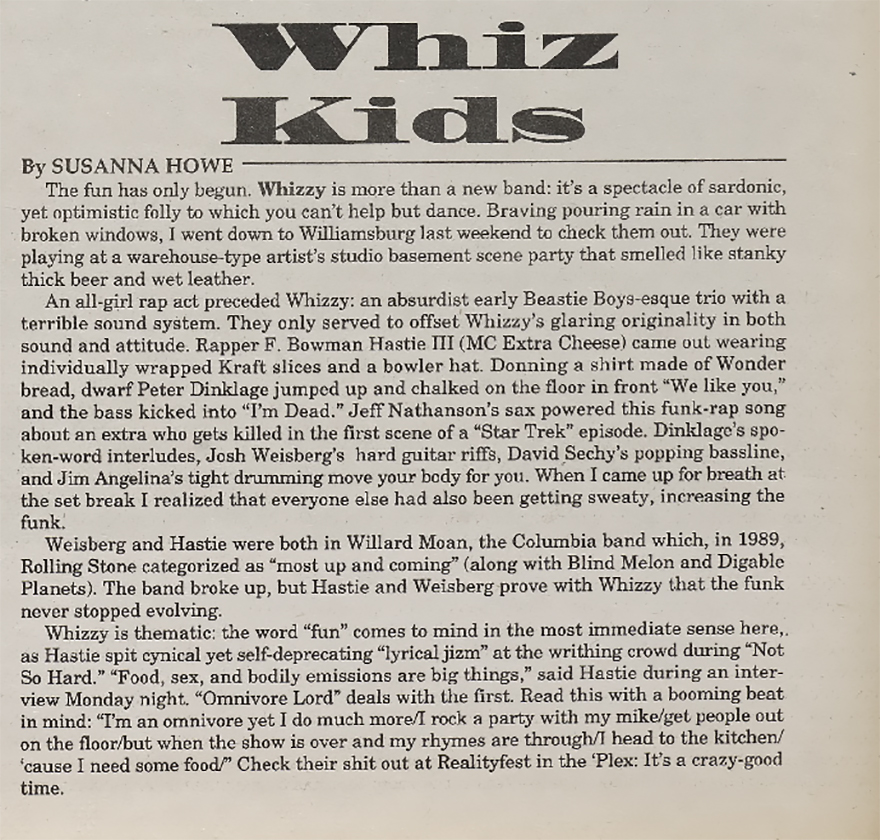 Whiz
Kids
By SUSANNA HOWE
The fun has only begun. Whizzy is more than a new band: it's a spectacle of sardonic,
yet optimistic folly to which you can't help but dance. Braving pouring rain in a car with
broken windows, I went down to Williamsburg last weekend to check them out. They were
playing at a warehouse-type artist's studio basement scene party that smelled like stanky
thick beer and wet leather.
An all-girl rap act preceded Whizzy: an absurdist early Beastie Boys-esque trio with a
terrible sound system. They only served to offset Whizzy's glaring originality in both
sound and attitude. Rapper F. Bowman Hastie III (MC Extra Cheese) came out wearing
individually wrapped Kraft slices and a bowler hat. Donning a shirt made of Wonder
bread, dwarf Peter Dinklage jumped up and chalked on the floor in front "We like you,"
and the bass kicked into "I'm Dead." Jeff Nathanson's sax powered this funk-rap song
about an extra who gets killed in the first scene of a "Star Trek" episode. Dinklage's spo-
ken-word interludes, Josh Weisberg's hard guitar riffs, David Sechy's popping bassline,
and Jim Angelina's tight drumming move your body for you. When I came up for breath at
the set break I realized that everyone else had also been getting sweaty, increasing the
funk.
Weisberg and Hastie were both in Willard Moan, the Columbia band which, in 1989,
Rolling Stone categorized as "most up and coming" (along with Blind Melon and Digable
Planets). The band broke up, but Hastie and Weisberg prove with Whizzy that the funk
never stopped evolving.
Whizzy is thematic: the word "fun" comes to mind in the most immediate sense here,
as Hastie spit cynical yet self-deprecating "lyrical jizm" at the writhing crowd during "Not
So Hard." "Food, sex, and bodily emissions are big things," said Hastie during an inter-
view Monday night. "Omnivore Lord" deals with the first. Read this with a booming beat
in mind: "I'm an omnivore yet I do much more/I rock a party with my mike/get people out
on the floor/but when the show is over and my rhymes are through/I head to the kitchen/
'cause I need some food/" Check their shit out at Realityfest in the 'Plex: It's a crazy-good
time.